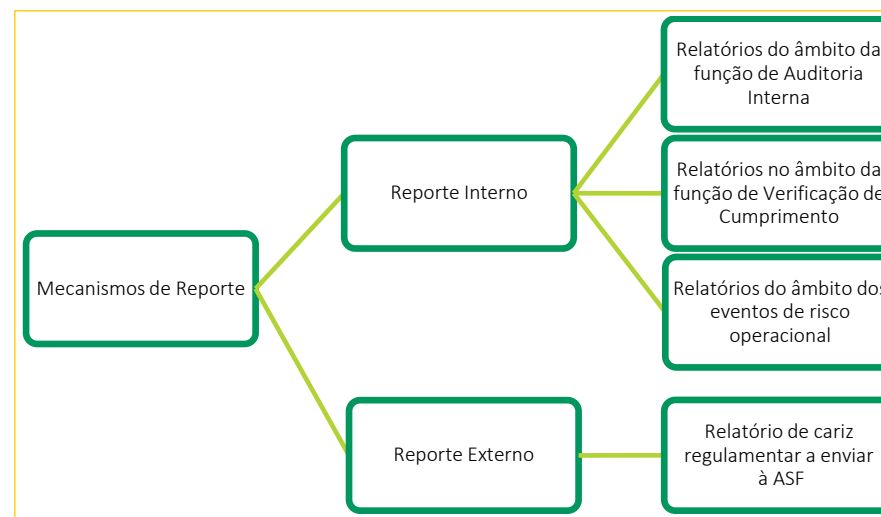 Mecanismos de Reporte
Reporte Interno
Relatórios do âmbito da
função de Auditoria
Interna
Relatórios no âmbito da
função de Verificação de
Cumprimento
Relatórios do âmbito dos
eventos de risco
operacional
Reporte Externo
Relatório de cariz
regulamentar a enviar
à ASF